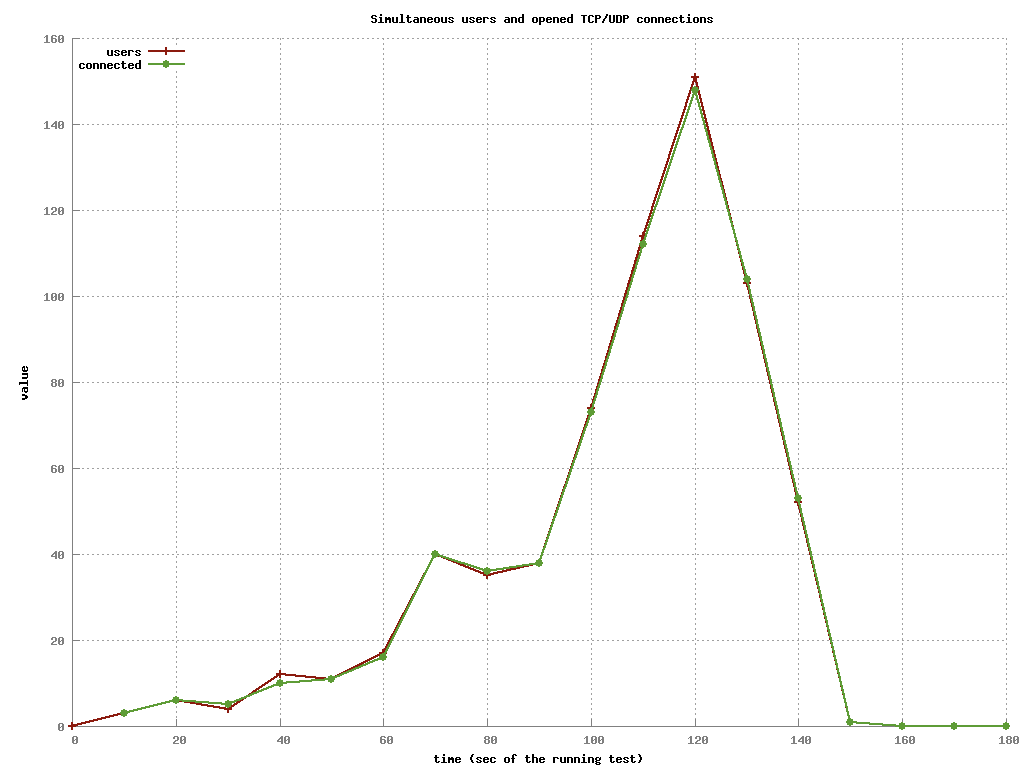 Simultaneous users and opened TCP/UDP connections
160
users
connected
140
120
100
80
60
40
20
0
value
0 20 40 60 80 100 120 140 160 180
time (sec of the running test)